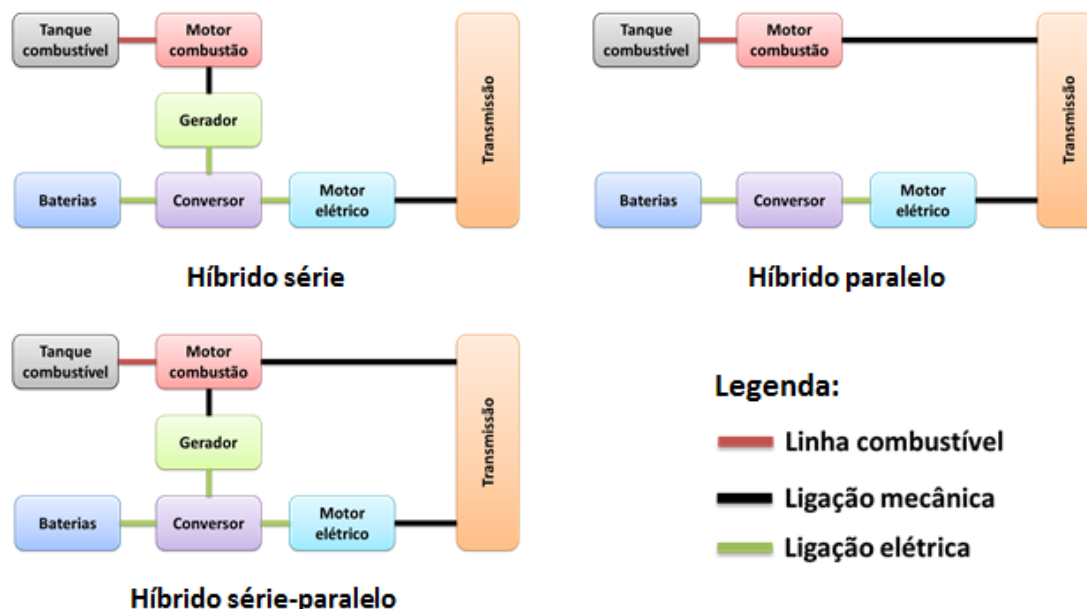 Tanque
combustível
Motor
combustão
Gerador
Baterias
Conversor
Motor
elétrico
Transmissão
Híbrido série
Tanque
combustível
Motor
combustão
Baterias
Conversor
Motor
elétrico
Transmissão
Híbrido paralelo
Tanque
combustível
Motor
combustão
Gerador
Baterias
Conversor
Motor
elétrico
Transmissão
Híbrido série-paralelo
Legenda:
Linha combustível
Ligação mecânica
Ligação elétrica